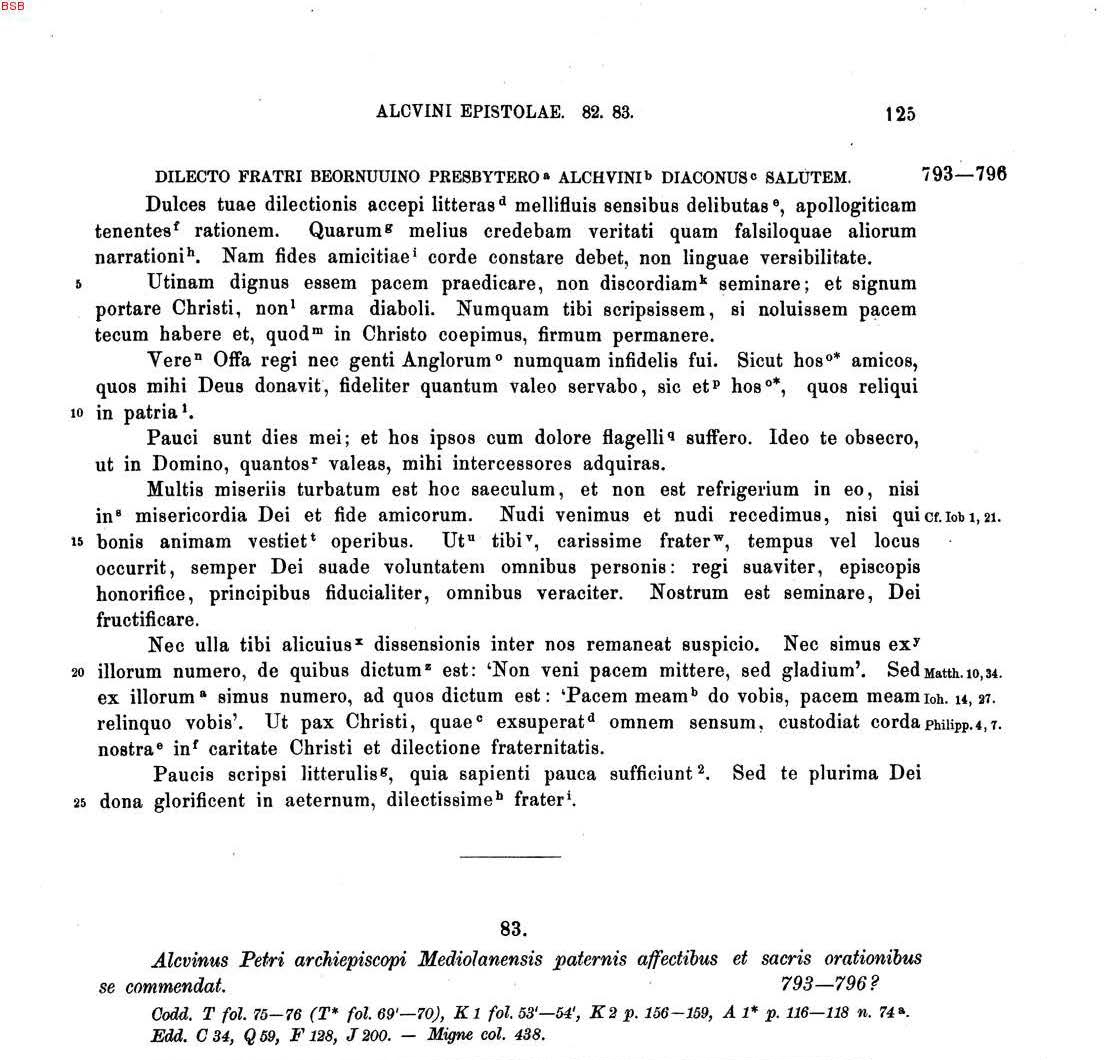 BSB
ALCVINI EPISTOLAE. 82. 83. 125
DILECTO FRATRI BEORNUUINO PRESBYTERO a ALCHVINI b DIACONUS c SALUTEM. 793—796
Dulces tuae dilectionis accepi litteras d mellifluis sensibus delibutas e, apollogiticam
tenentes f rationem. Quarum g melius credebam veritati quam falsiloquae aliorum
narrationi h. Nam fides amicitiae i corde constare debet, non linguae versibilitate.
5 Utinam dignus essem pacem praedicare, non discordiam k seminare; et signum
portare Christi, non l arma diaboli. Numquam tibi scripsissem, si noluissem pacem
tecum habere et, quod m in Christo coepimus, firmum permanere.
Vere n Offa regi nec genti Anglorum o numquam infidelis fui. Sicut hos o* amicos,
quos mihi Deus donavit, fideliter quantum valeo servabo, sic et p hos o*, quos reliqui
10 in patria 1.
Pauci sunt dies mei; et hos ipsos cum dolore flagelli q suffero. Ideo te obsecro,
ut in Domino, quantos r valeas, mihi intercessores adquiras.
Multis miseriis turbatum est hoc saeculum, et non est refrigerium in eo, nisi
in s misericordia Dei et fide amicorum. Nudi venimus et nudi recedimus, nisi qui Cf. Iob 1, 21.
15 bonis animam vestiet t operibus. Ut u tibi v, carissime frater w, tempus vel locus
occurrit, semper Dei suade voluntatem omnibus personis: regi suaviter, episcopis
honorifice, principibus fiducialiter, omnibus veraciter. Nostrum est seminare, Dei
fructificare.
Nec ulla tibi alicuius x dissensionis inter nos remaneat suspicio. Nec simus ex y
20 illorum numero, de quibus dictum z est: ‘Non veni pacem mittere, sed gladium’. Sed Matth. 10, 34.
ex illorum a simus numero, ad quos dictum est: ‘Pacem meam b do vobis, pacem meam Ioh. 14, 27.
relinquo vobis’. Ut pax Christi, quae c exsuperat d omnem sensum, custodiat corda Philipp. 4, 7.
nostra e in f caritate Christi et dilectione fraternitatis.
Paucis scripsi litterulis g, quia sapienti pauca sufficiunt 2. Sed te plurima Dei
25 dona glorificent in aeternum, dilectissime h frater i.
83.
Alcvinus Petri archiepiscopi Mediolanensis paternis affectibus et sacris orationibus
se commendat. 793—796?
Codd. T fol. 75—76 (T* fol. 69'—70), K 1 fol. 53'—54', K 2 p. 156—159, A 1* p. 116—118 n. 74 a.
Edd. C 34, Q 59, F 128, J 200. — Migne col. 438.